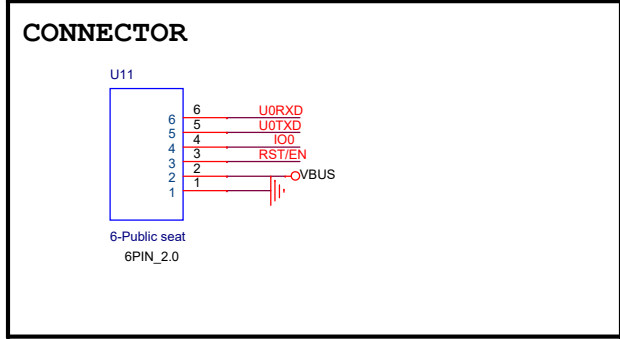 CONNECTOR
U11
6 6 U0RXD
5 5 U0TXD
4 4 IO0
3 3 RST/EN
2 2 VBUS
1 1
6-Public seat
6PIN_2.0